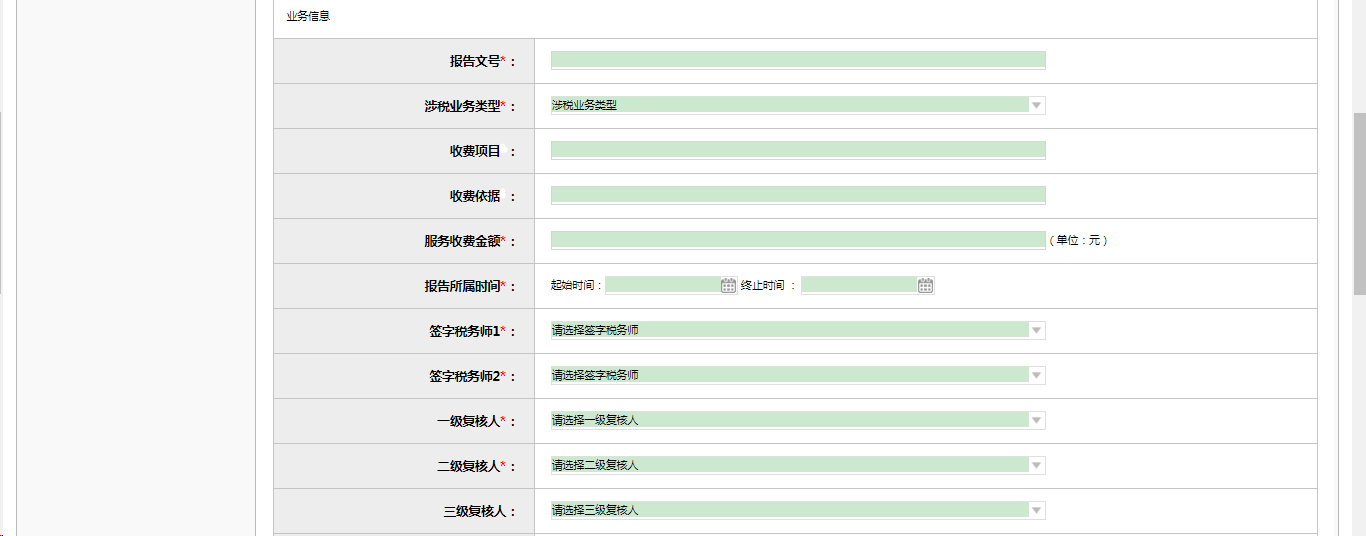 业务信息
报告文号*：
涉税业务类型*： 涉税业务类型
收费项目 ：
收费依据 ：
服务收费金额*： （单位：元）
报告所属时间*： 起始时间： 终止时间 ：
签字税务师1*： 请选择签字税务师
签字税务师2*： 请选择签字税务师
一级复核人*： 请选择一级复核人
二级复核人*： 请选择二级复核人
三级复核人： 请选择三级复核人